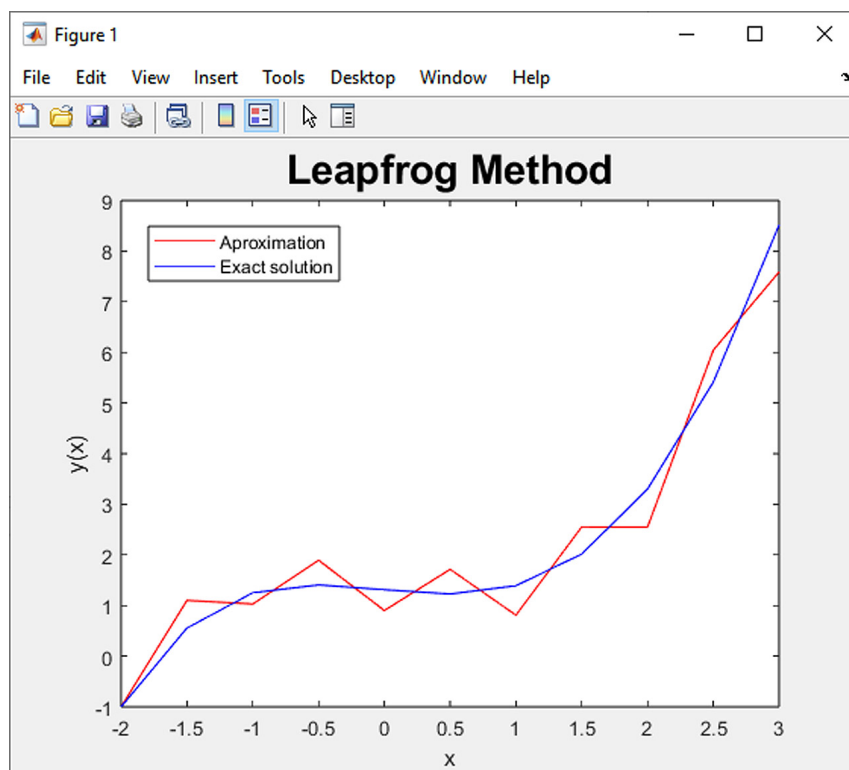 Figure 1
File Edit View Insert Tools Desktop Window Help
Leapfrog Method
Aproximation
Exact solution
9
8
7
6
5
4
3
2
1
0
-1
y(x)
-2 -1.5 -1 -0.5 0 0.5 1 1.5 2 2.5 3
x